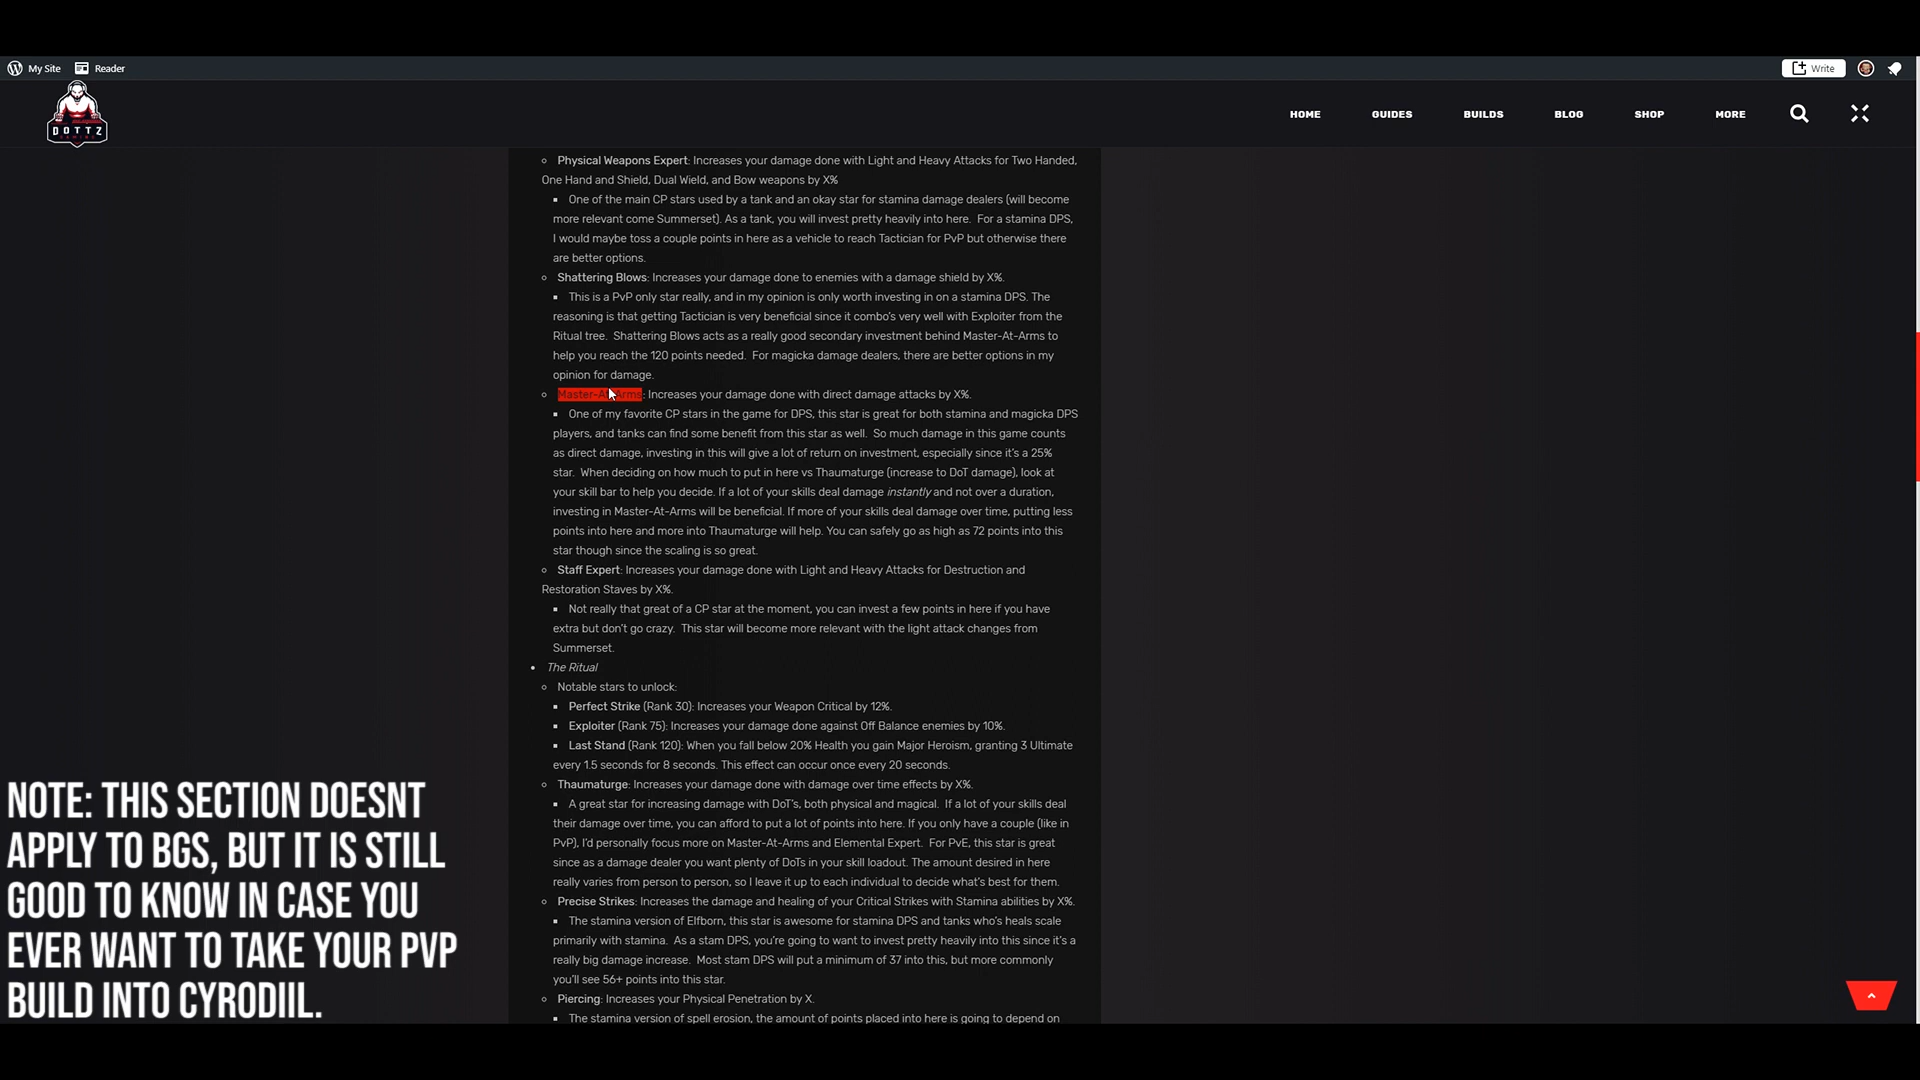 My Site
Reader
Write
DOTTZ
HOME
GUIDES
BUILDS
BLOG
SHOP
MORE
Physical Weapons Expert: Increases your damage done with Light and Heavy Attacks for Two Handed,
One Hand and Shield, Dual Wield, and Bow weapons by X%
One of the main CP stars used by a tank and an okay star for stamina damage dealers (will become
more relevant come Summerset). As a tank, you will invest pretty heavily into here. For a stamina DPS,
I would maybe toss a couple points in here as a vehicle to reach Tactician for PvP but otherwise there
are better options.
Shattering Blows: Increases your damage done to enemies with a damage shield by X%.
This is a PvP only star really, and in my opinion is only worth investing in on a stamina DPS. The
reasoning is that getting Tactician is very beneficial since it combo's very well with Exploiter from the
Ritual tree. Shattering Blows acts as a really good secondary investment behind Master-At-Arms to
help you reach the 120 points needed. For magicka damage dealers, there are better options in my
opinion for damage.
Master-At-Arms: Increases your damage done with direct damage attacks by X%.
One of my favorite CP stars in the game for DPS, this star is great for both stamina and magicka DPS
players, and tanks can find some benefit from this star as well. So much damage in this game counts
as direct damage, investing in this will give a lot of return on investment, especially since it's a 25%
star. When deciding on how much to put in here vs Thaumaturge (increase to DoT damage), look at
your skill bar to help you decide. If a lot of your skills deal damage instantly and not over a duration,
investing in Master-At-Arms will be beneficial. If more of your skills deal damage over time, putting less
points into here and more into Thaumaturge will help. You can safely go as high as 72 points into this
star though since the scaling is so great.
Staff Expert: Increases your damage done with Light and Heavy Attacks for Destruction and
Restoration Staves by X%.
Not really that great of a CP star at the moment, you can invest a few points in here if you have
extra but don't go crazy. This star will become more relevant with the light attack changes from
Summerset.
The Ritual
Notable stars to unlock:
Perfect Strike (Rank 30): Increases your Weapon Critical by 12%.
Exploiter (Rank 75): Increases your damage done against Off Balance enemies by 10%.
Last Stand (Rank 120): When you fall below 20% Health you gain Major Heroism, granting 3 Ultimate
every 1.5 seconds for 8 seconds. This effect can occur once every 20 seconds.
Thaumaturge: Increases your damage done with damage over time effects by X%.
A great star for increasing damage with DoT's, both physical and magical. If a lot of your skills deal
their damage over time, you can afford to put a lot of points into here. If you only have a couple (like in
PvP), I'd personally focus more on Master-At-Arms and Elemental Expert. For PvE, this star is great
since as a damage dealer you want plenty of DoTs in your skill loadout. The amount desired in here
really varies from person to person, so I leave it up to each individual to decide what's best for them.
Precise Strikes: Increases the damage and healing of your Critical Strikes with Stamina abilities by X%.
The stamina version of Elfborn, this star is awesome for stamina DPS and tanks who's heals scale
primarily with stamina. As a stam DPS, you're going to want to invest pretty heavily into this since it's a
really big damage increase. Most stam DPS will put a minimum of 37 into this, but more commonly
you'll see 56+ points into this star.
Piercing: Increases your Physical Penetration by X.
The stamina version of spell erosion, the amount of points placed into here is going to depend on
NOTE: THIS SECTION DOESNT
APPLY TO BGS, BUT IT IS STILL
GOOD TO KNOW IN CASE YOU
EVER WANT TO TAKE YOUR PVP
BUILD INTO CYRODIIL.